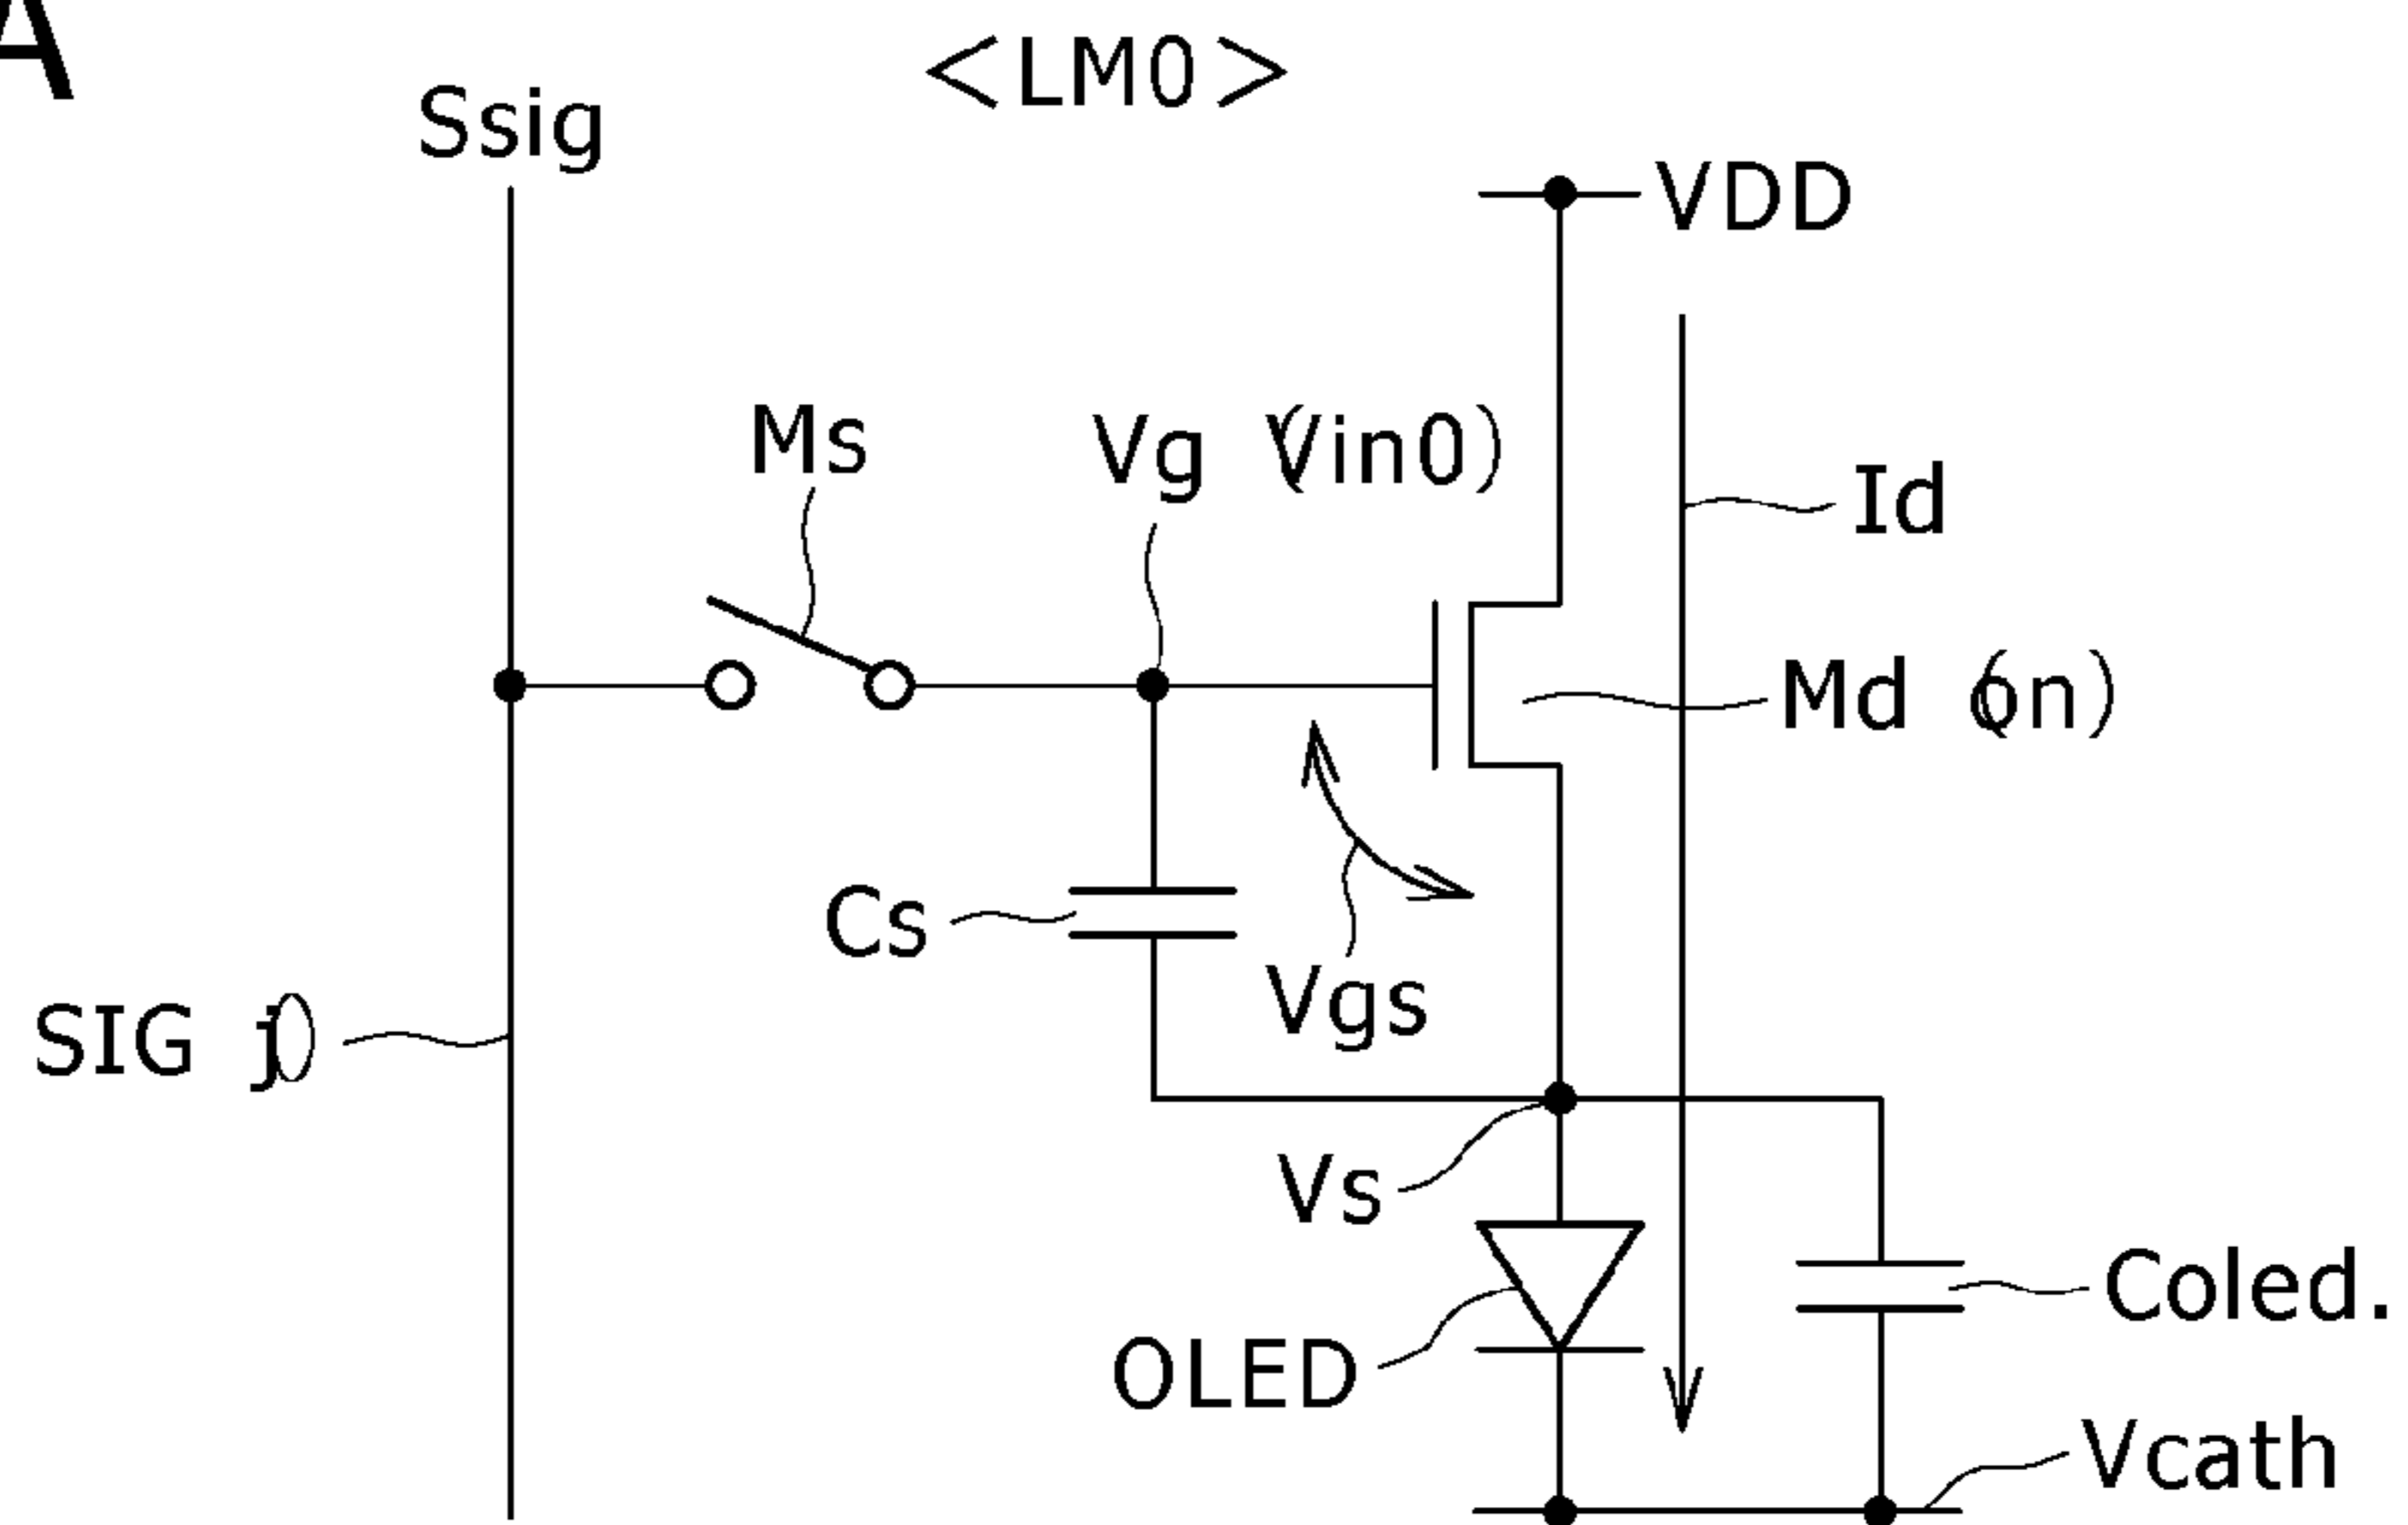 A
<LM0>
Ssig
VDD
Ms
Vg (Vin0)
Id
Md (on)
Cs
Vgs
SIG (j)
Vs
Coled.
OLED
Vcath